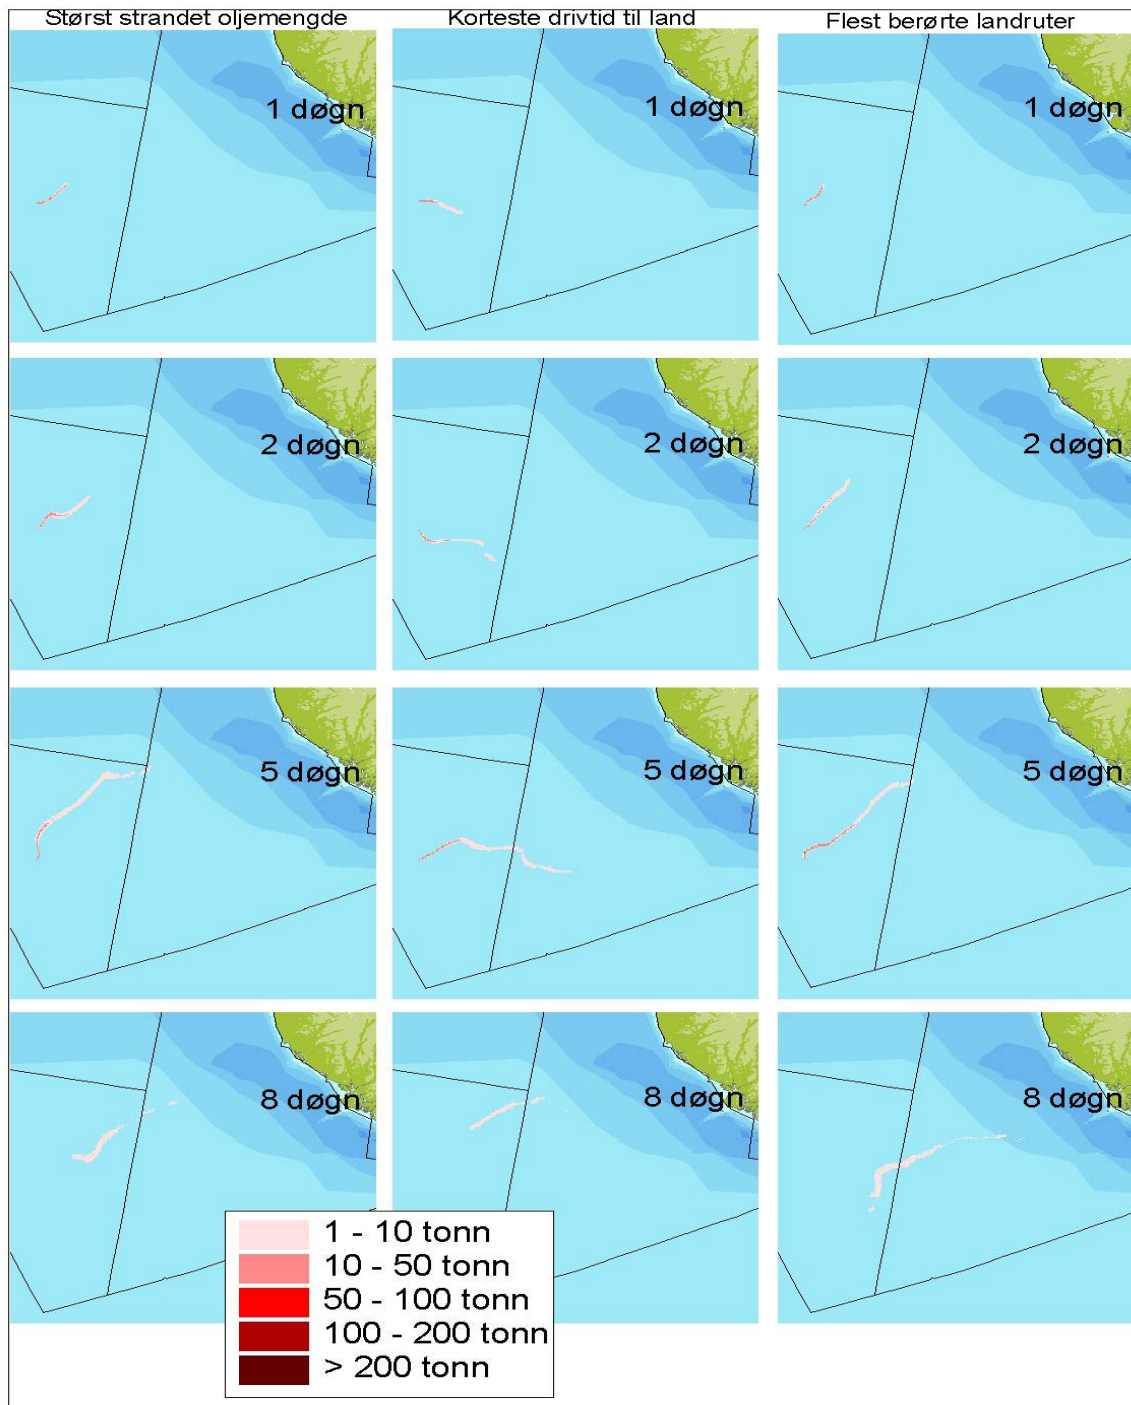 Størst strandet oljemengde
Korteste drivtid til land
Flest berørte landruter
1 døgn
1 døgn
1 døgn
2 døgn
2 døgn
2 døgn
5 døgn
5 døgn
5 døgn
8 døgn
8 døgn
8 døgn
1 - 10 tonn
10 - 50 tonn
50 - 100 tonn
100 - 200 tonn
> 200 tonn